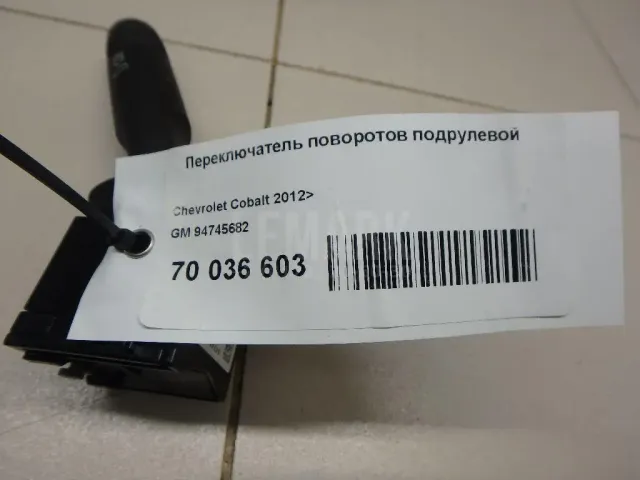 Переключатель поворотов подрулевой
Chevrolet Cobalt 2012>
GM 94745682
70 036 603